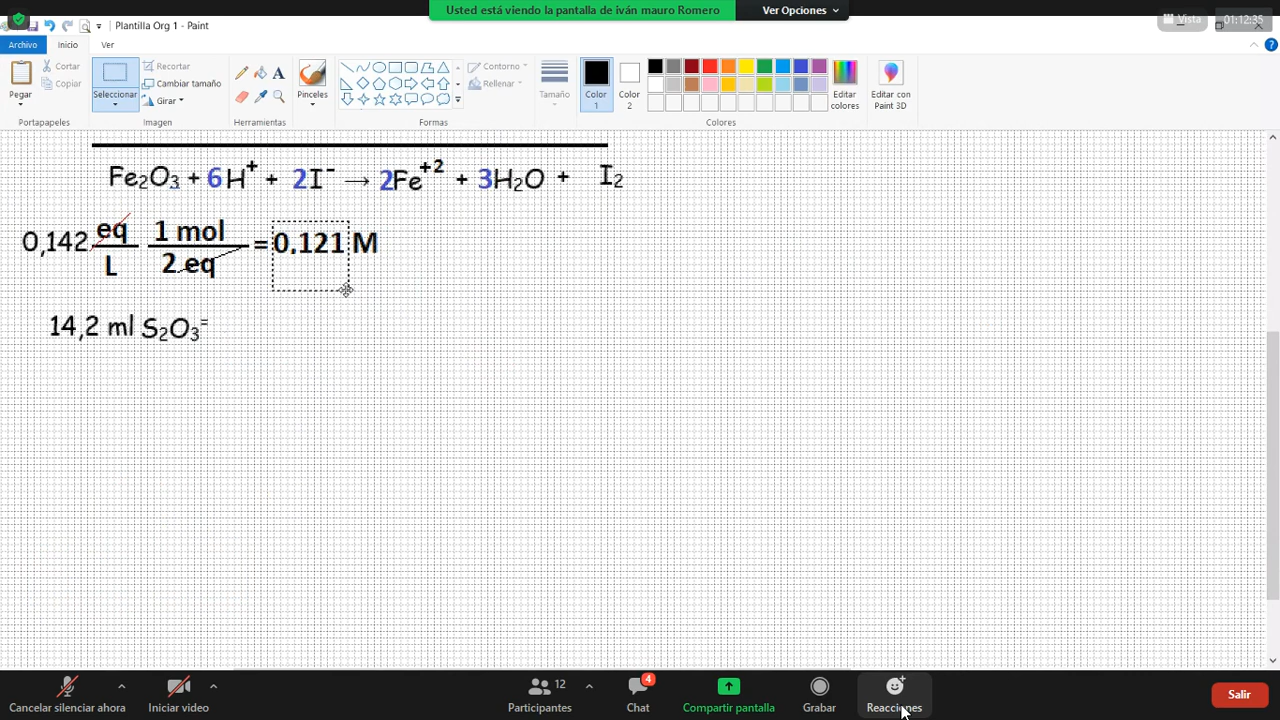 Usted está viendo la pantalla de iván mauro Romero
Ver Opciones
Plantilla Org 1 - Paint
Vista
01:12:35
Archivo Inicio Ver
Pegar
Cortar
Copiar
Portapapeles
Seleccionar
Recortar
Cambiar tamaño
Girar
Imagen
A
Herramientas
Pinceles
Contorno
Rellenar
Formas
Tamaño
Color 1
Color 2
Editar colores
Colores
Editar con Paint 3D
Fe₂O₃ + 6 H⁺ + 2 I⁻ → 2Fe⁺² + 3H₂O + I₂
0,142 eq/L 1 mol/2 eq = 0,121 M
14,2 ml S₂O₃⁼
Cancelar silenciar ahora
Iniciar video
12
Participantes
4
Chat
Compartir pantalla
Grabar
Reacciones
Salir